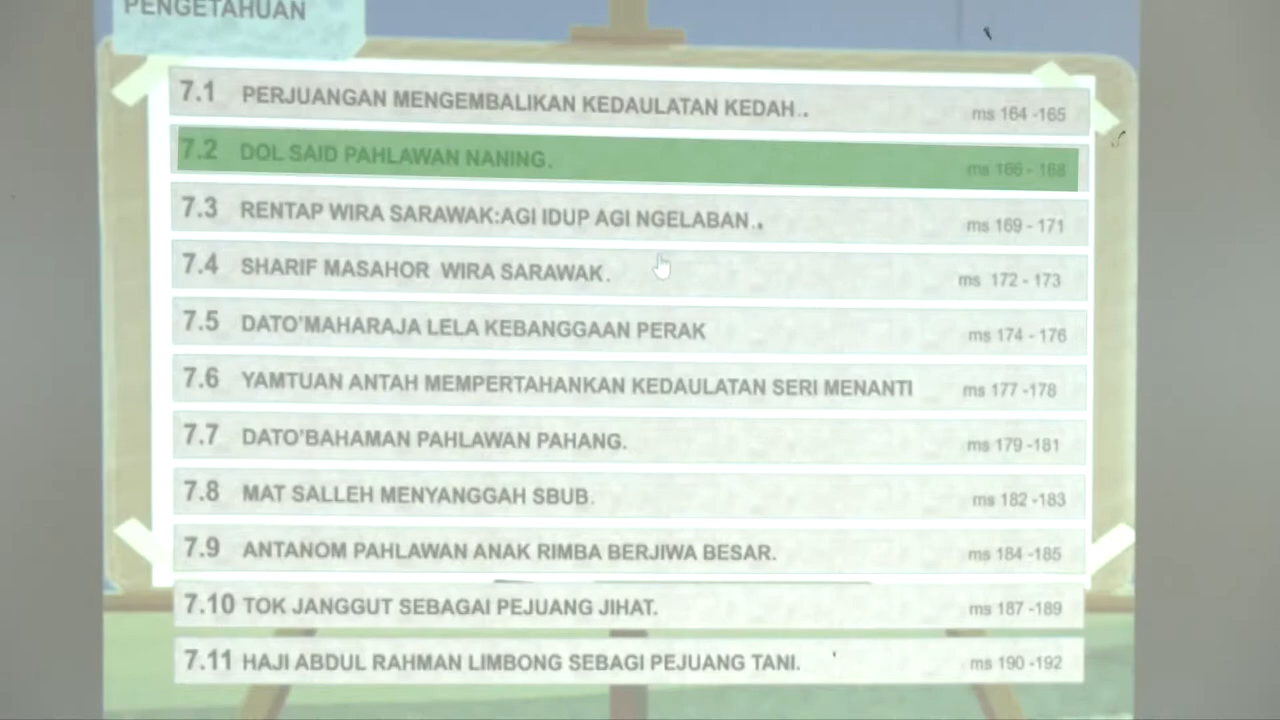 PENGETAHUAN
7.1 PERJUANGAN MENGEMBALIKAN KEDAULATAN KEDAH.. ms 164 -165
7.2 DOL SAID PAHLAWAN NANING. ms 166 - 168
7.3 RENTAP WIRA SARAWAK:AGI IDUP AGI NGELABAN.. ms 169 - 171
7.4 SHARIF MASAHOR WIRA SARAWAK. ms 172 - 173
7.5 DATO'MAHARAJA LELA KEBANGGAAN PERAK ms 174 - 176
7.6 YAMTUAN ANTAH MEMPERTAHANKAN KEDAULATAN SERI MENANTI ms 177 -178
7.7 DATO'BAHAMAN PAHLAWAN PAHANG. ms 179 -181
7.8 MAT SALLEH MENYANGGAH SBUB. ms 182 -183
7.9 ANTANOM PAHLAWAN ANAK RIMBA BERJIWA BESAR. ms 184 -185
7.10 TOK JANGGUT SEBAGAI PEJUANG JIHAT. ms 187 -189
7.11 HAJI ABDUL RAHMAN LIMBONG SEBAGI PEJUANG TANI. ms 190 -192